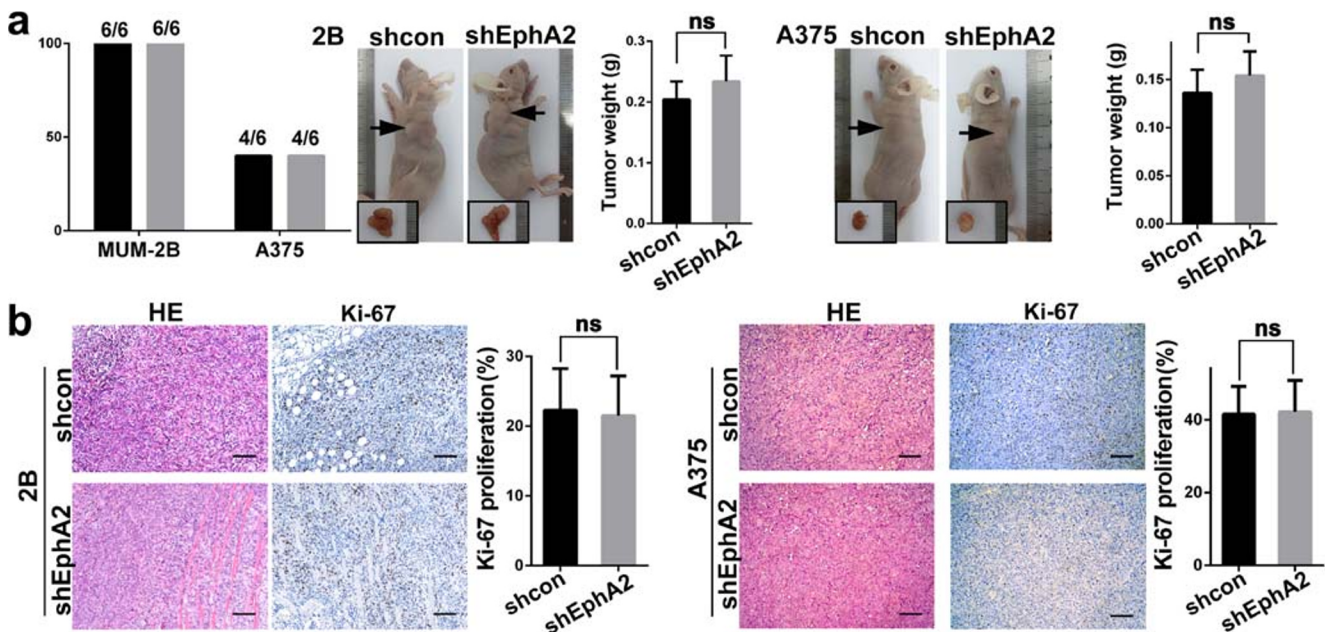 a
6/6 6/6
4/6 4/6
100
50
0
MUM-2B A375
2B shcon shEphA2
ns
Tumor weight (g)
0.3
0.2
0.1
0.0
shcon
shEphA2
A375 shcon shEphA2
ns
Tumor weight (g)
0.15
0.10
0.05
0.00
shcon
shEphA2
b
HE Ki-67
2B
shcon
shEphA2
ns
Ki-67 proliferation(%)
30
20
10
0
shcon
shEphA2
HE Ki-67
A375
shcon
shEphA2
ns
Ki-67 proliferation(%)
40
20
0
shcon
shEphA2